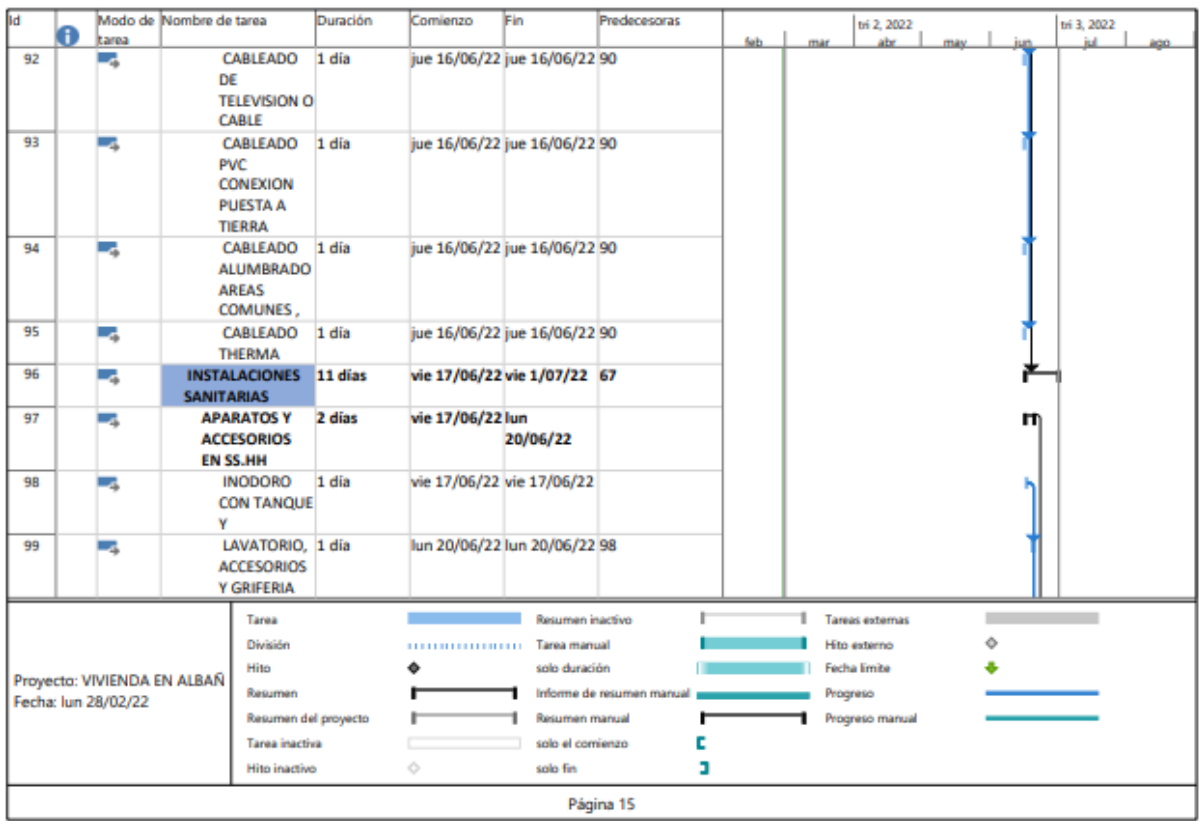 Id Modo de tarea Nombre de tarea Duración Comienzo Fin Predecesoras
tri 2, 2022 tri 3, 2022
feb mar abr may jun jul ago
92 CABLEADO 1 día jue 16/06/22 jue 16/06/22 90
DE
TELEVISION O
CABLE
93 CABLEADO 1 día jue 16/06/22 jue 16/06/22 90
PVC
CONEXION
PUESTA A
TIERRA
94 CABLEADO 1 día jue 16/06/22 jue 16/06/22 90
ALUMBRADO
AREAS
COMUNES ,
95 CABLEADO 1 día jue 16/06/22 jue 16/06/22 90
THERMA
96 INSTALACIONES 11 días vie 17/06/22 vie 1/07/22 67
SANITARIAS
97 APARATOS Y 2 días vie 17/06/22 lun
ACCESORIOS 20/06/22
EN SS.HH
98 INODORO 1 día vie 17/06/22 vie 17/06/22
CON TANQUE
Y
99 LAVATORIO, 1 día lun 20/06/22 lun 20/06/22 98
ACCESORIOS
Y GRIFERIA
Proyecto: VIVIENDA EN ALBAÑ
Fecha: lun 28/02/22
Tarea
División
Hito
Resumen
Resumen del proyecto
Tarea inactiva
Hito inactivo
Resumen inactivo
Tarea manual
solo duración
Informe de resumen manual
Resumen manual
solo el comienzo
solo fin
Tareas externas
Hito externo
Fecha límite
Progreso
Progreso manual
Página 15